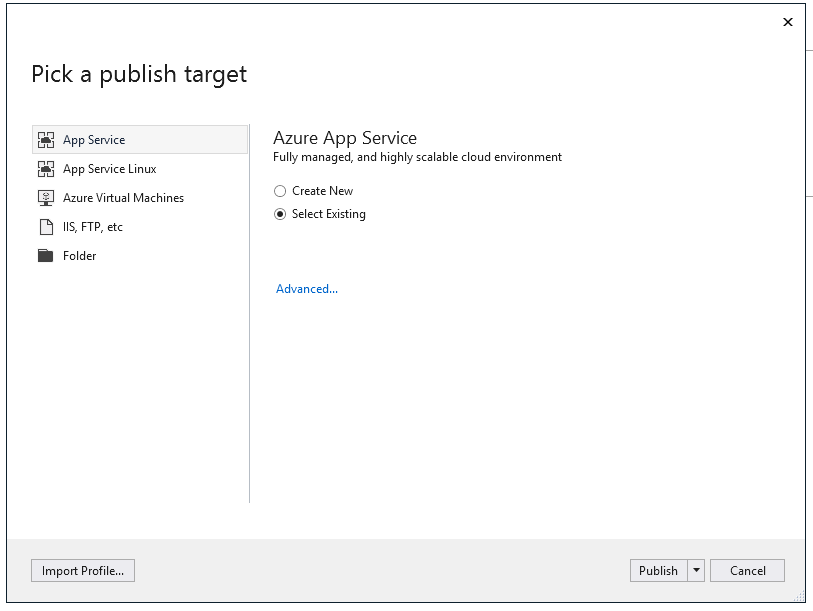 Pick a publish target
App Service
App Service Linux
Azure Virtual Machines
IIS, FTP, etc
Folder
Azure App Service
Fully managed, and highly scalable cloud environment
Create New
Select Existing
Advanced...
Import Profile...
Publish
Cancel